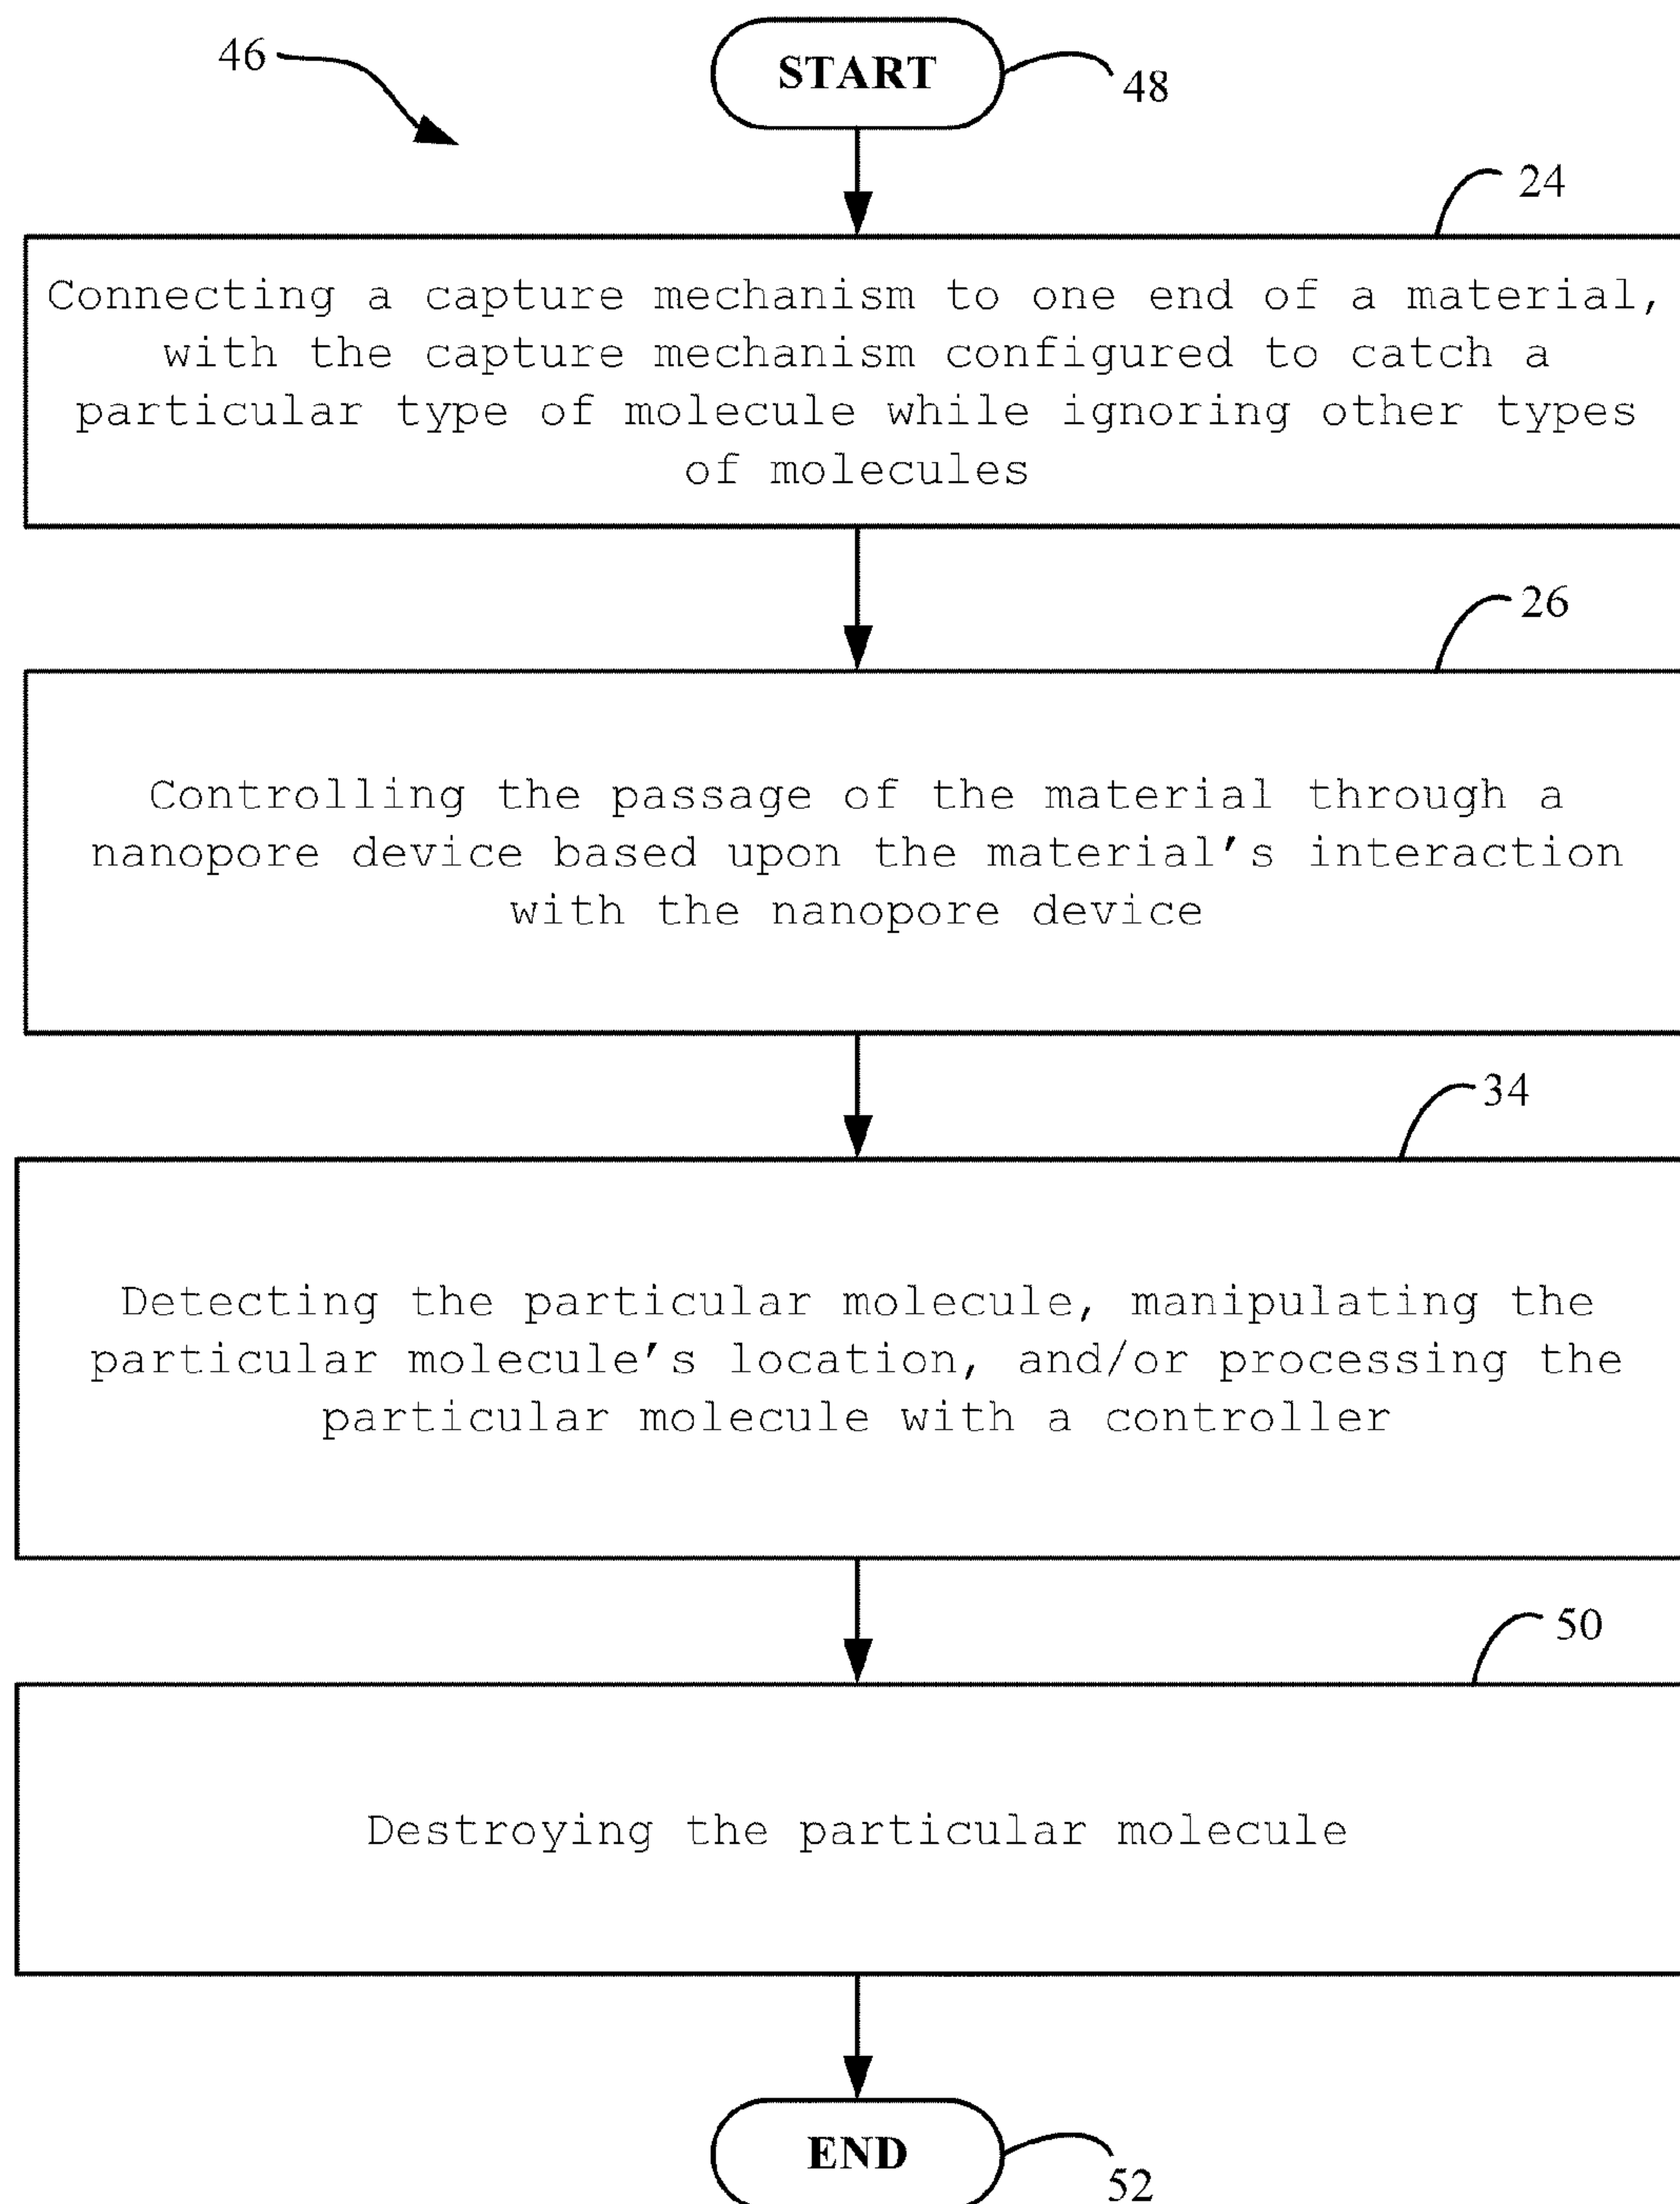 46
START
48
24
Connecting a capture mechanism to one end of a material,
with the capture mechanism configured to catch a
particular type of molecule while ignoring other types
of molecules
26
Controlling the passage of the material through a
nanopore device based upon the material's interaction
with the nanopore device
34
Detecting the particular molecule, manipulating the
particular molecule's location, and/or processing the
particular molecule with a controller
50
Destroying the particular molecule
END
52